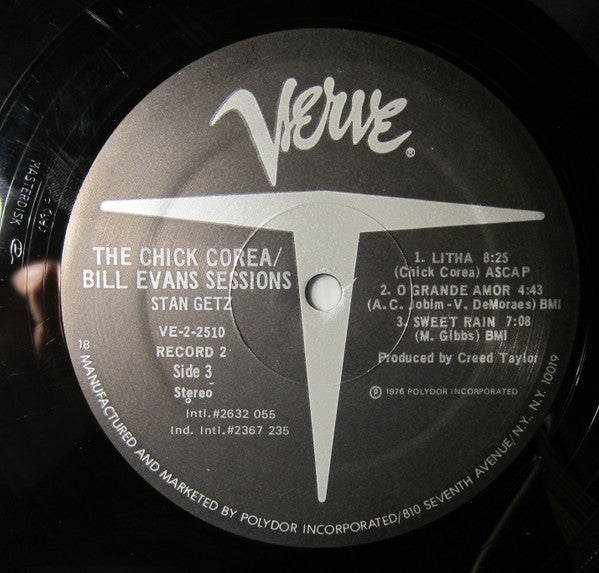 Verve®
THE CHICK COREA/
BILL EVANS SESSIONS
STAN GETZ
VE-2-2510
RECORD 2
Side 3
Stereo
Intl.#2632 055
Ind. Intl.#2367 235
1. LITHA 8:25
(Chick Corea) ASCAP
2. O GRANDE AMOR 4:43
(A. C. Jobim-V. DeMoraes) BMI
3. SWEET RAIN 7:08
(M. Gibbs) BMI
Produced by Creed Taylor
℗ 1976 POLYDOR INCORPORATED
18 MANUFACTURED AND MARKETED BY POLYDOR INCORPORATED/810 SEVENTH AVENUE/N.Y. N.Y. 10019
MASTERDISK